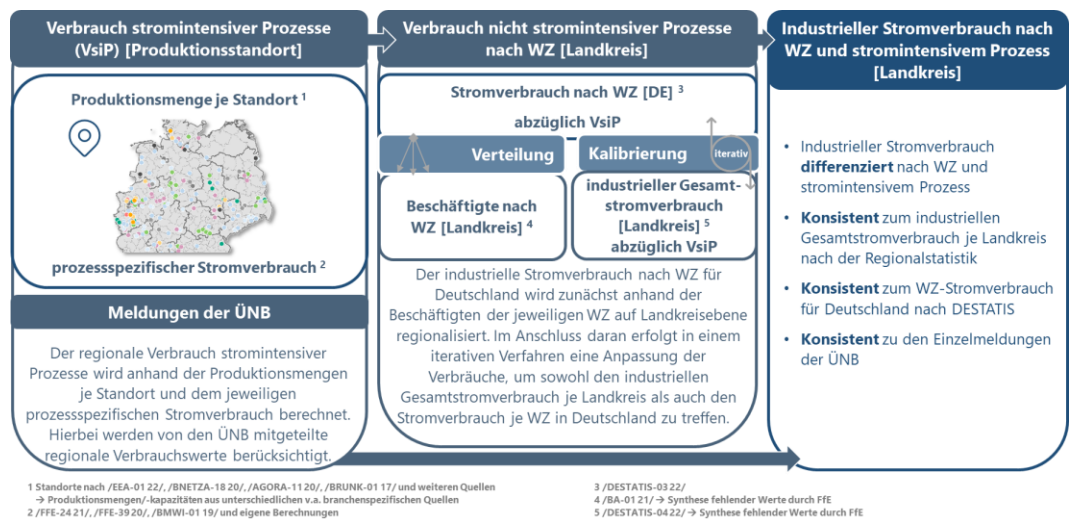 Verbrauch stromintensiver Prozesse
(VsiP) [Produktionsstandort]
Produktionsmenge je Standort 1
prozessspezifischer Stromverbrauch 2
Meldungen der ÜNB
Der regionale Verbrauch stromintensiver
Prozesse wird anhand der Produktionsmengen
je Standort und dem jeweiligen
prozessspezifischen Stromverbrauch berechnet.
Hierbei werden von den ÜNB mitgeteilte
regionale Verbrauchswerte berücksichtigt.
Verbrauch nicht stromintensiver Prozesse
nach WZ [Landkreis]
Stromverbrauch nach WZ [DE] 3
abzüglich VsiP
Verteilung
Kalibrierung
iterativ
Beschäftigte nach
WZ [Landkreis] 4
industrieller Gesamt-
stromverbrauch
[Landkreis] 5
abzüglich VsiP
Der industrielle Stromverbrauch nach WZ für
Deutschland wird zunächst anhand der
Beschäftigten der jeweiligen WZ auf Landkreisebene
regionalisiert. Im Anschluss daran erfolgt in einem
iterativen Verfahren eine Anpassung der
Verbräuche, um sowohl den industriellen
Gesamtstromverbrauch je Landkreis als auch den
Stromverbrauch je WZ in Deutschland zu treffen.
Industrieller Stromverbrauch nach
WZ und stromintensivem Prozess
[Landkreis]
• Industrieller Stromverbrauch
differenziert nach WZ und
stromintensivem Prozess
• Konsistent zum industriellen
Gesamtstromverbrauch je Landkreis
nach der Regionalstatistik
• Konsistent zum WZ-Stromverbrauch
für Deutschland nach DESTATIS
• Konsistent zu den Einzelmeldungen
der ÜNB
1 Standorte nach /EEA-01 22/, /BNETZA-18 20/, /AGORA-11 20/, /BRUNK-01 17/ und weiteren Quellen
→ Produktionsmengen/-kapazitäten aus unterschiedlichen v.a. branchenspezifischen Quellen
2 /FFE-24 21/, /FFE-39 20/, /BMWI-01 19/ und eigene Berechnungen
3 /DESTATIS-03 22/
4 /BA-01 21/ → Synthese fehlender Werte durch FfE
5 /DESTATIS-04 22/ → Synthese fehlender Werte durch FfE